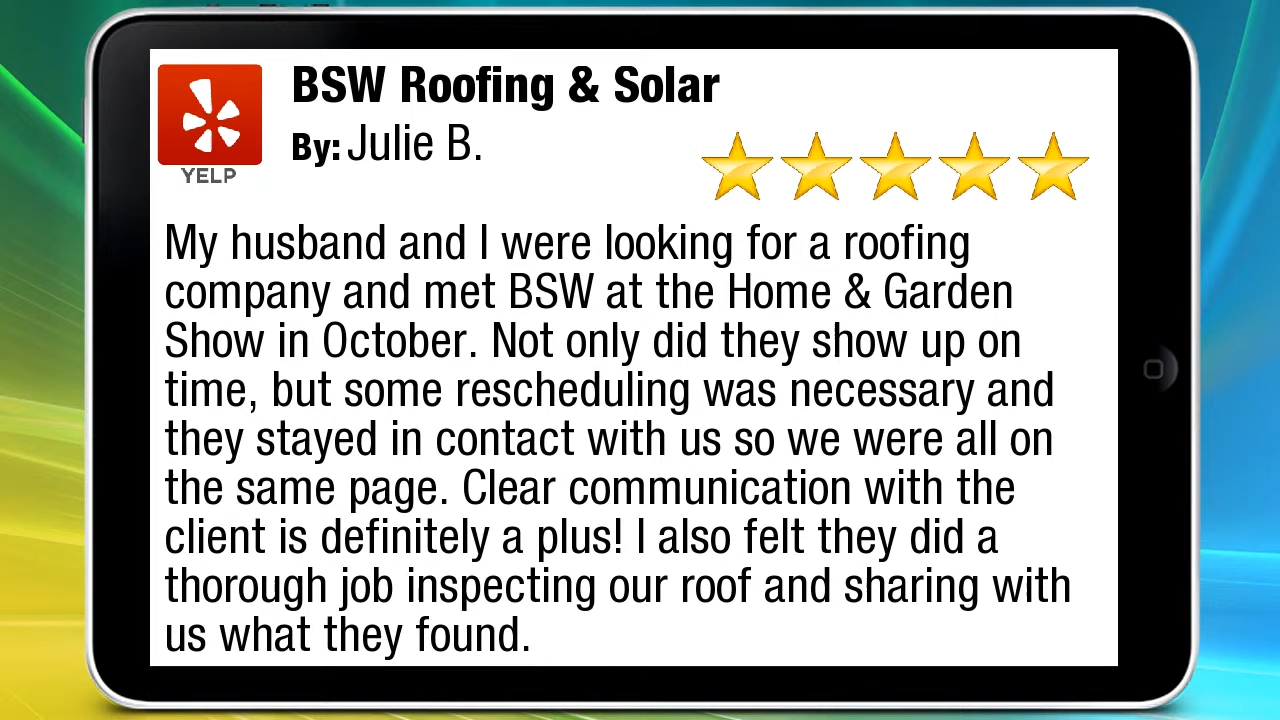 BSW Roofing & Solar
By: Julie B.
YELP
My husband and I were looking for a roofing
company and met BSW at the Home & Garden
Show in October. Not only did they show up on
time, but some rescheduling was necessary and
they stayed in contact with us so we were all on
the same page. Clear communication with the
client is definitely a plus! I also felt they did a
thorough job inspecting our roof and sharing with
us what they found.